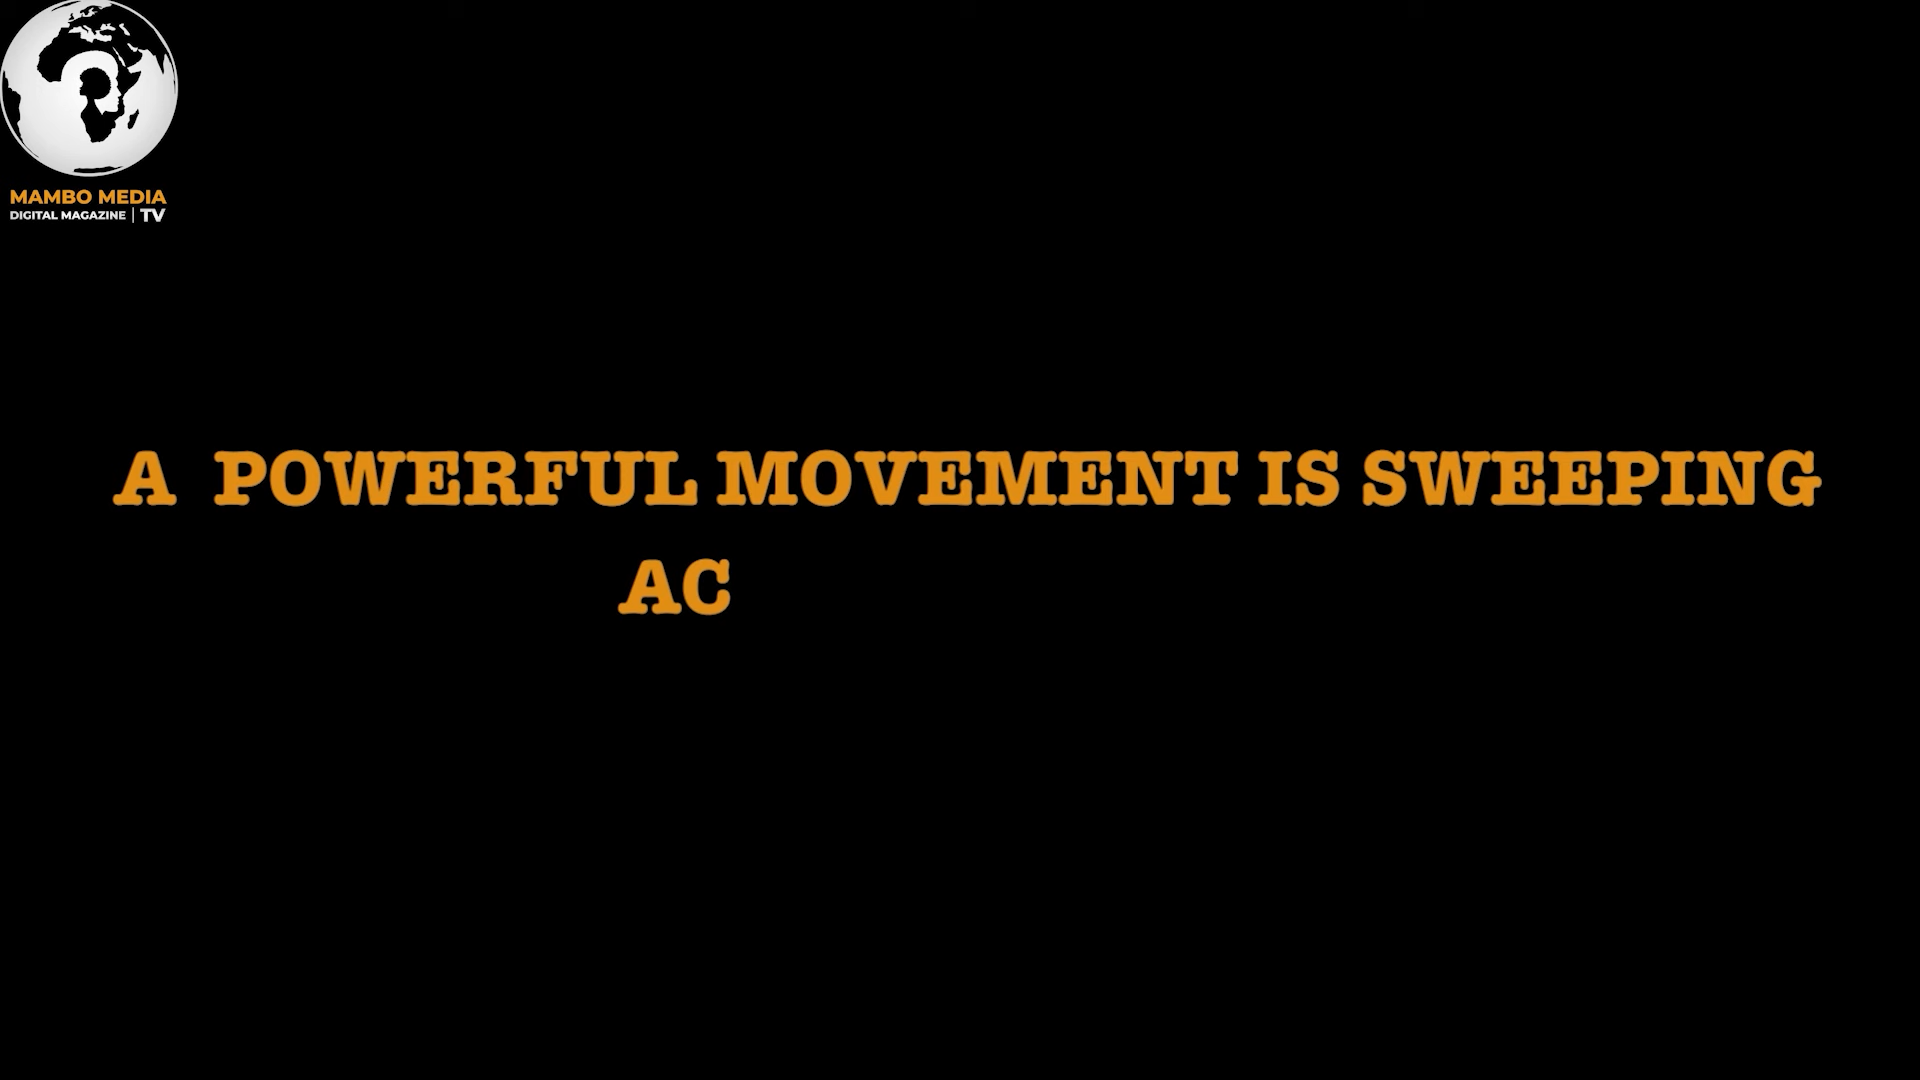 MAMBO MEDIA
DIGITAL MAGAZINE | TV
A POWERFUL MOVEMENT IS SWEEPING
AC